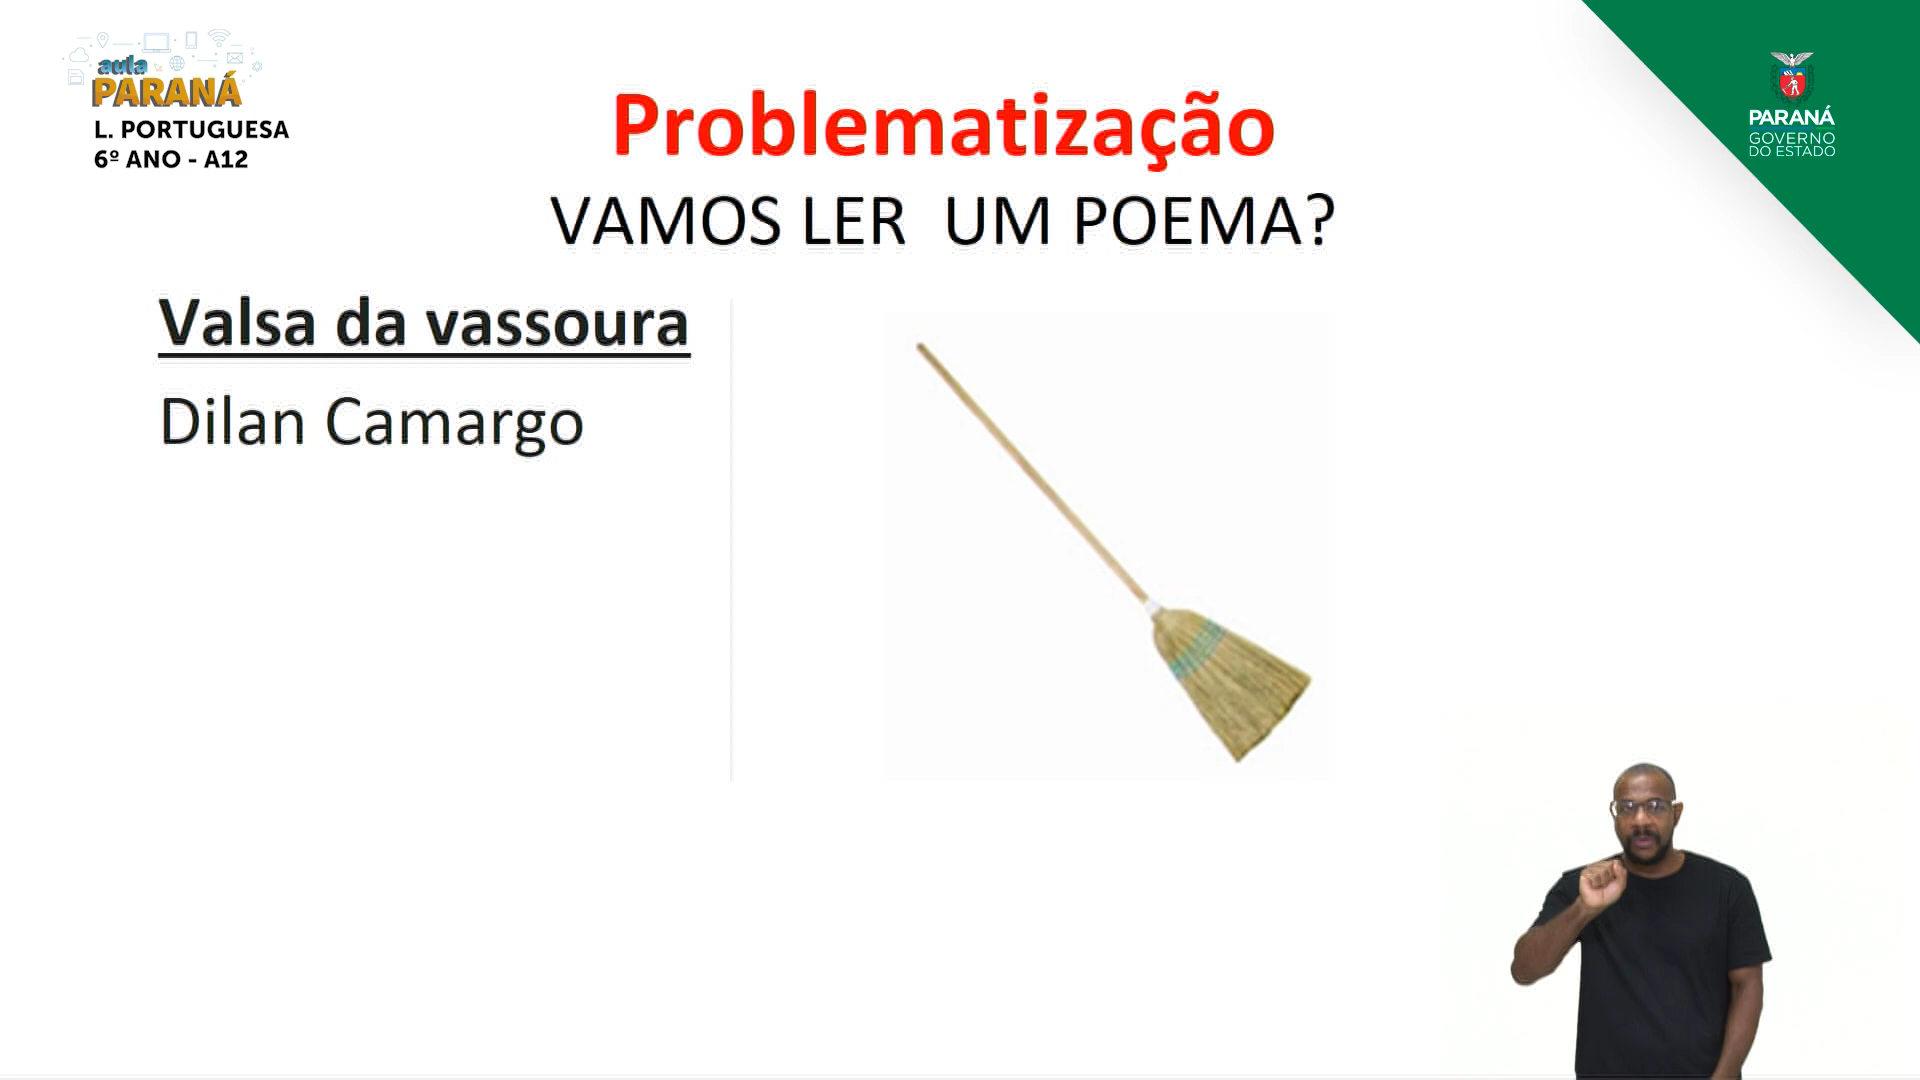 aula
PARANÁ
L. PORTUGUESA
6º ANO - A12
Problematização
VAMOS LER UM POEMA?
Valsa da vassoura
Dilan Camargo
PARANÁ
GOVERNO
DO ESTADO